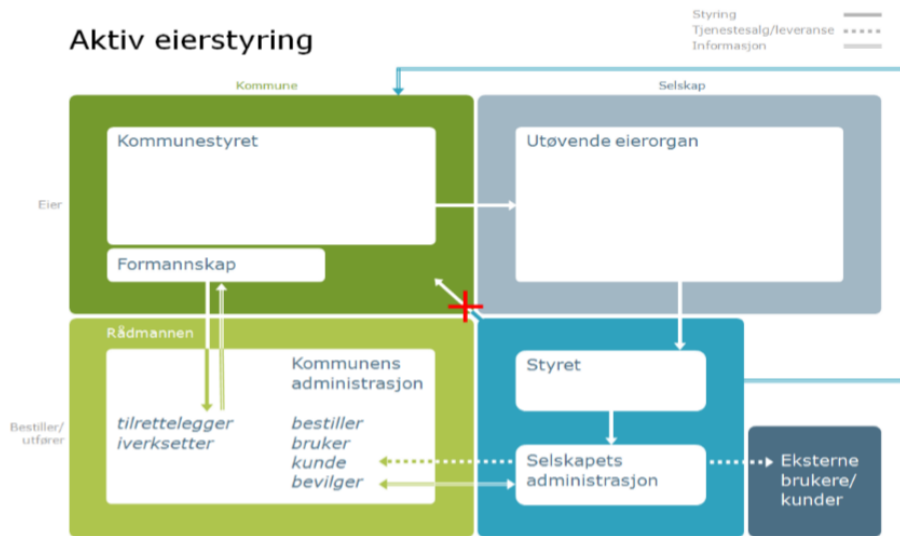 Aktiv eierstyring
Styring
Tjenestesalg/leveranse
Informasjon
Kommune
Selskap
Eier
Kommunestyret
Utøvende eierorgan
Formannskap
Rådmannen
Bestiller/
utfører
Kommunens
administrasjon
tilrettelegger
iverksetter
bestiller
bruker
kunde
bevilger
Styret
Selskapets
administrasjon
Eksterne
brukere/
kunder